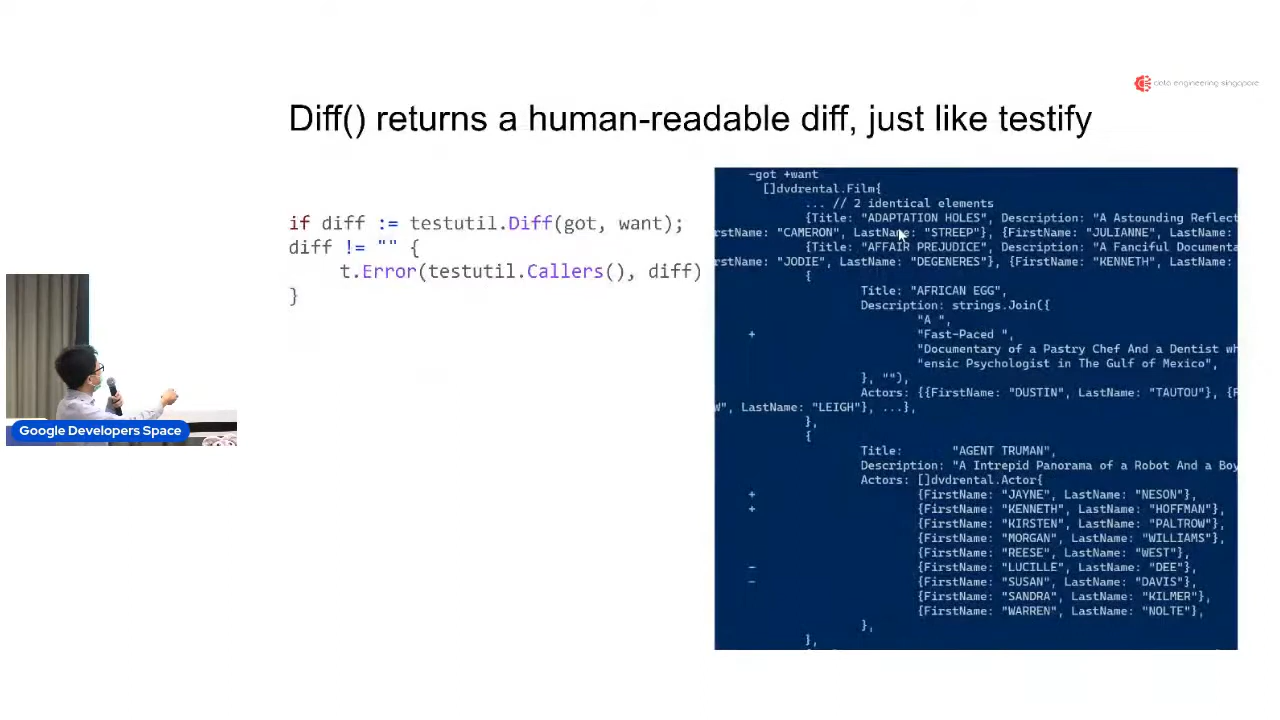 data engineering singapore
Diff() returns a human-readable diff, just like testify
if diff := testutil.Diff(got, want);
diff != "" {
t.Error(testutil.Callers(), diff)
}
-got +want
[]dvdrental.Film{
... // 2 identical elements
{Title: "ADAPTATION HOLES", Description: "A Astounding Reflect
rstName: "CAMERON", LastName: "STREEP"}, {FirstName: "JULIANNE", LastName:
{Title: "AFFAIR PREJUDICE", Description: "A Fanciful Documenta
rstName: "JODIE", LastName: "DEGENERES"}, {FirstName: "KENNETH", LastName:
{
Title: "AFRICAN EGG",
Description: strings.Join({
"A ",
+ "Fast-Paced ",
"Documentary of a Pastry Chef And a Dentist wh
"ensic Psychologist in The Gulf of Mexico",
}, ""),
Actors: {{FirstName: "DUSTIN", LastName: "TAUTOU"}, {F
W", LastName: "LEIGH"}, ...},
},
{
Title: "AGENT TRUMAN",
Description: "A Intrepid Panorama of a Robot And a Boy
Actors: []dvdrental.Actor{
+ {FirstName: "JAYNE", LastName: "NESON"},
+ {FirstName: "KENNETH", LastName: "HOFFMAN"},
{FirstName: "KIRSTEN", LastName: "PALTROW"},
{FirstName: "MORGAN", LastName: "WILLIAMS"},
{FirstName: "REESE", LastName: "WEST"},
- {FirstName: "LUCILLE", LastName: "DEE"},
- {FirstName: "SUSAN", LastName: "DAVIS"},
{FirstName: "SANDRA", LastName: "KILMER"},
{FirstName: "WARREN", LastName: "NOLTE"},
},
},
Google Developers Space